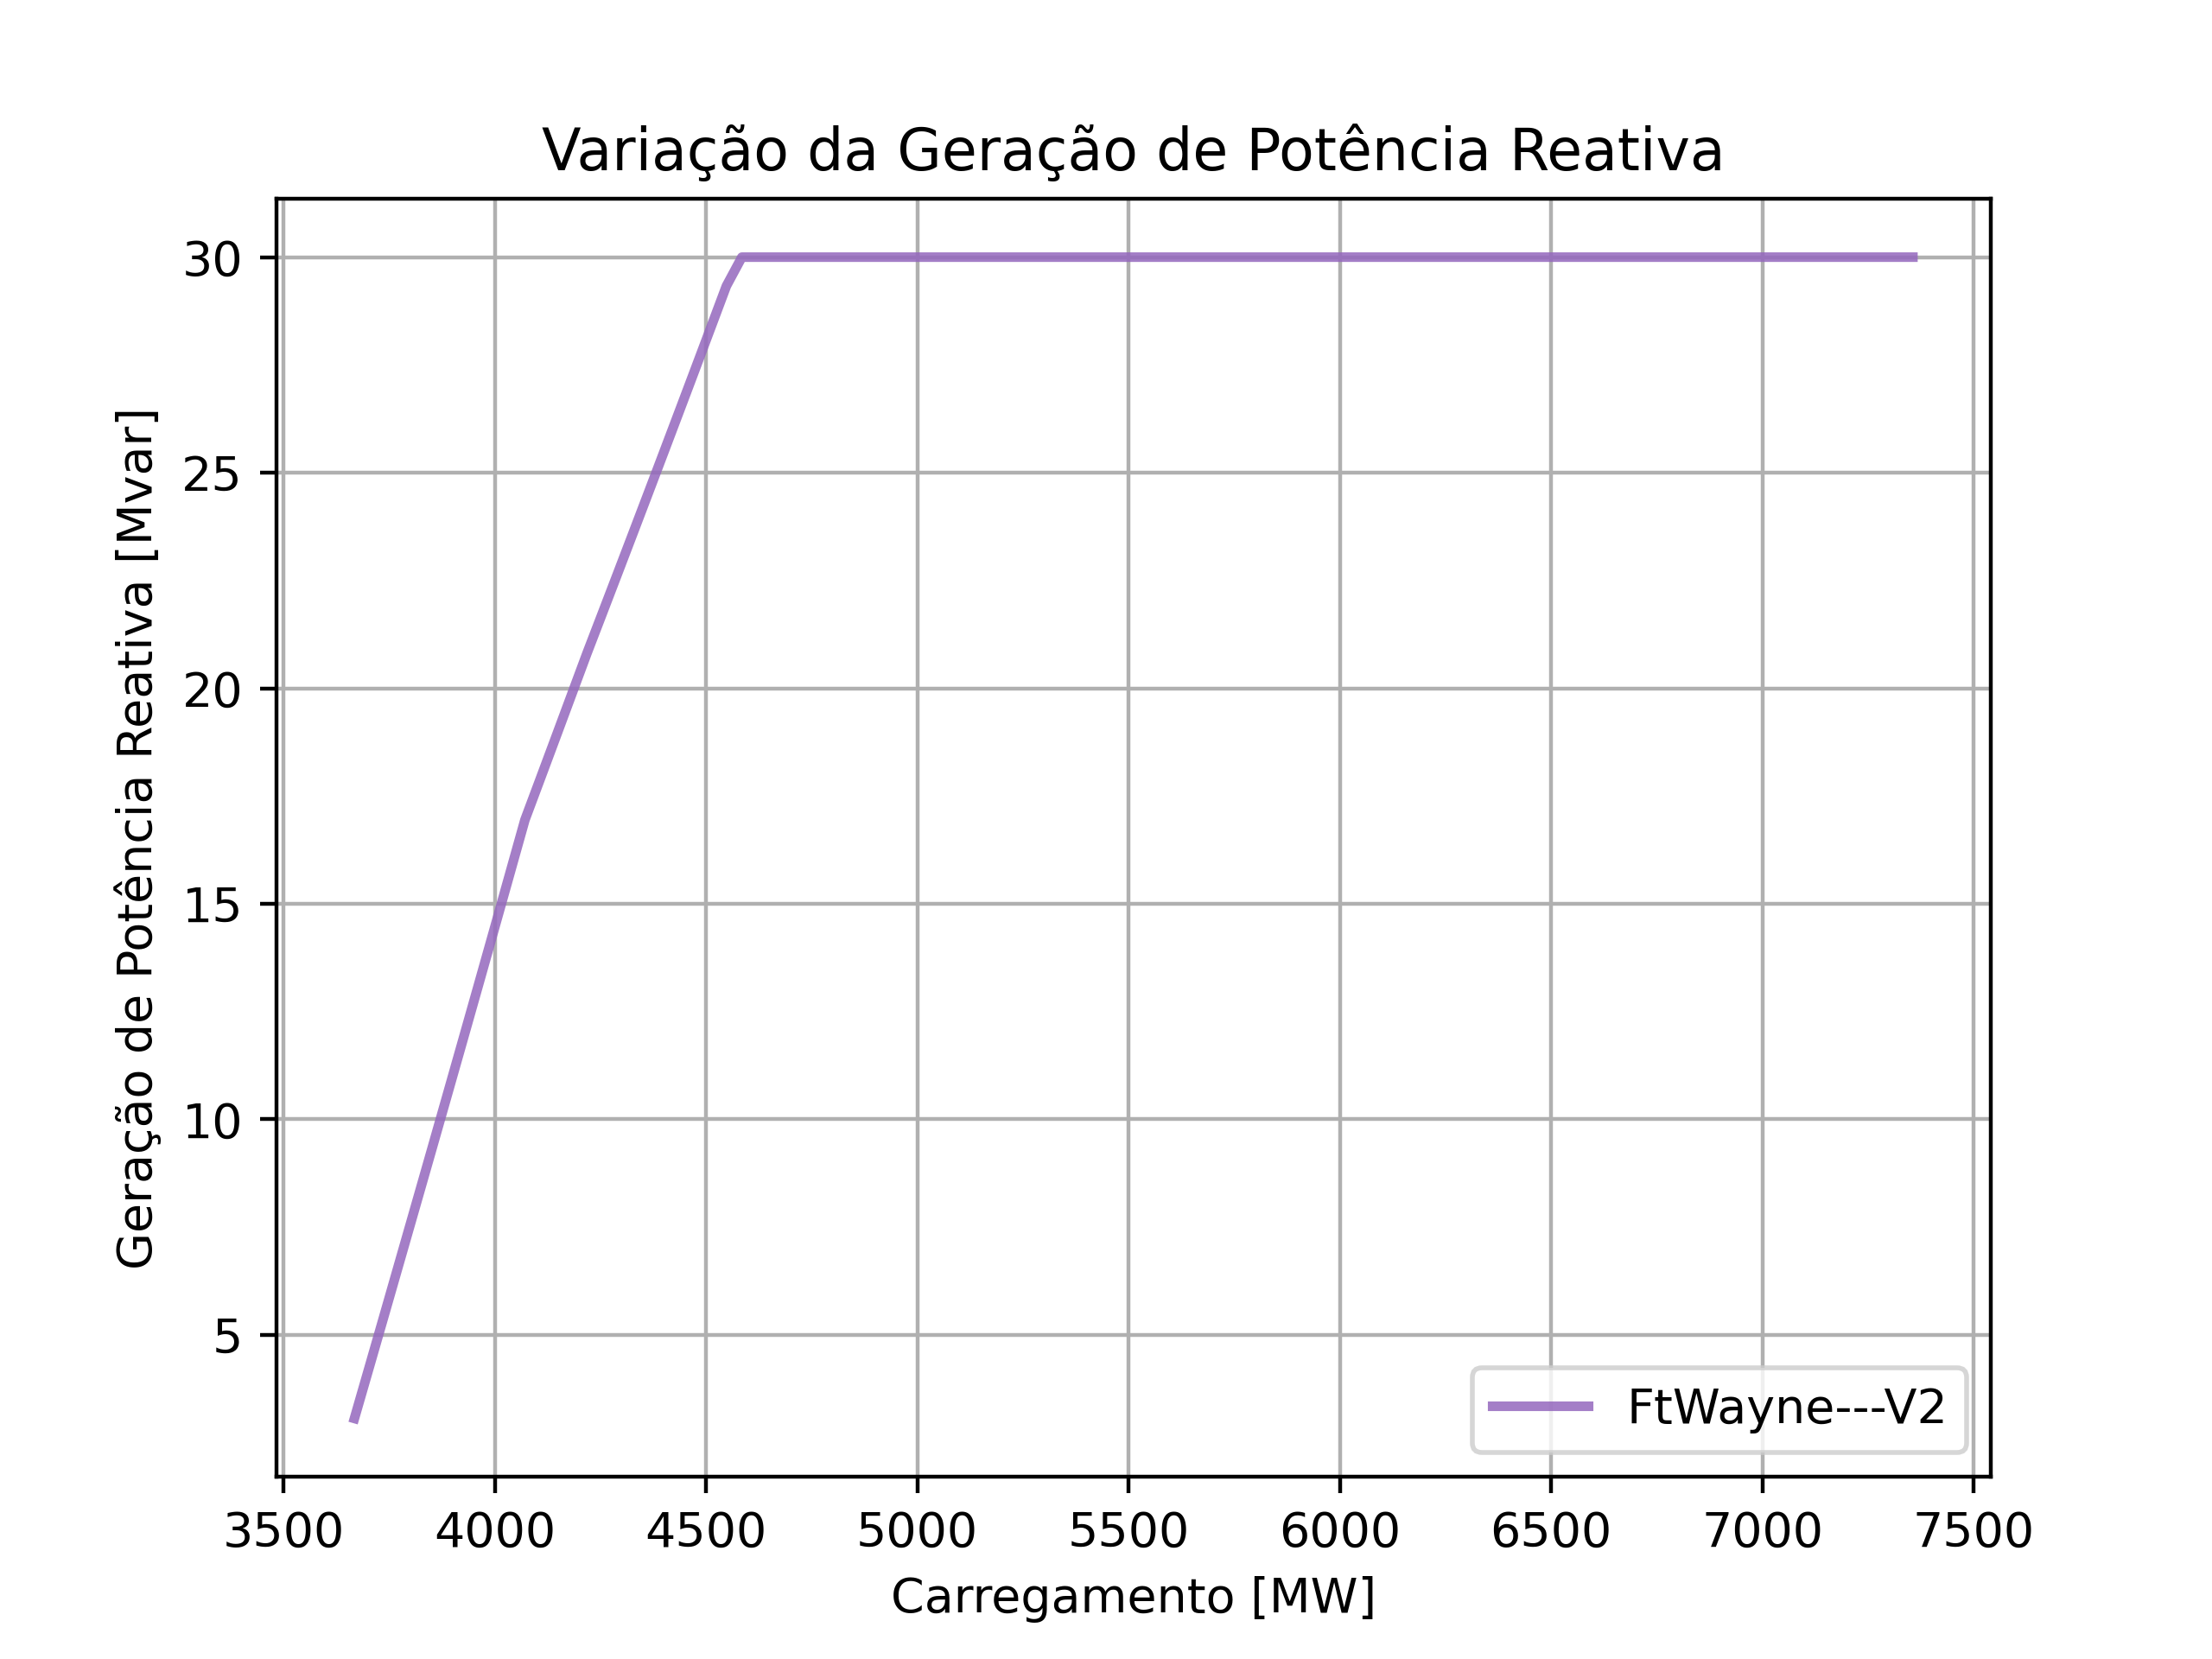 Variação da Geração de Potência Reativa
Geração de Potência Reativa [Mvar]
30
25
20
15
10
5
FtWayne---V2
3500 4000 4500 5000 5500 6000 6500 7000 7500
Carregamento [MW]